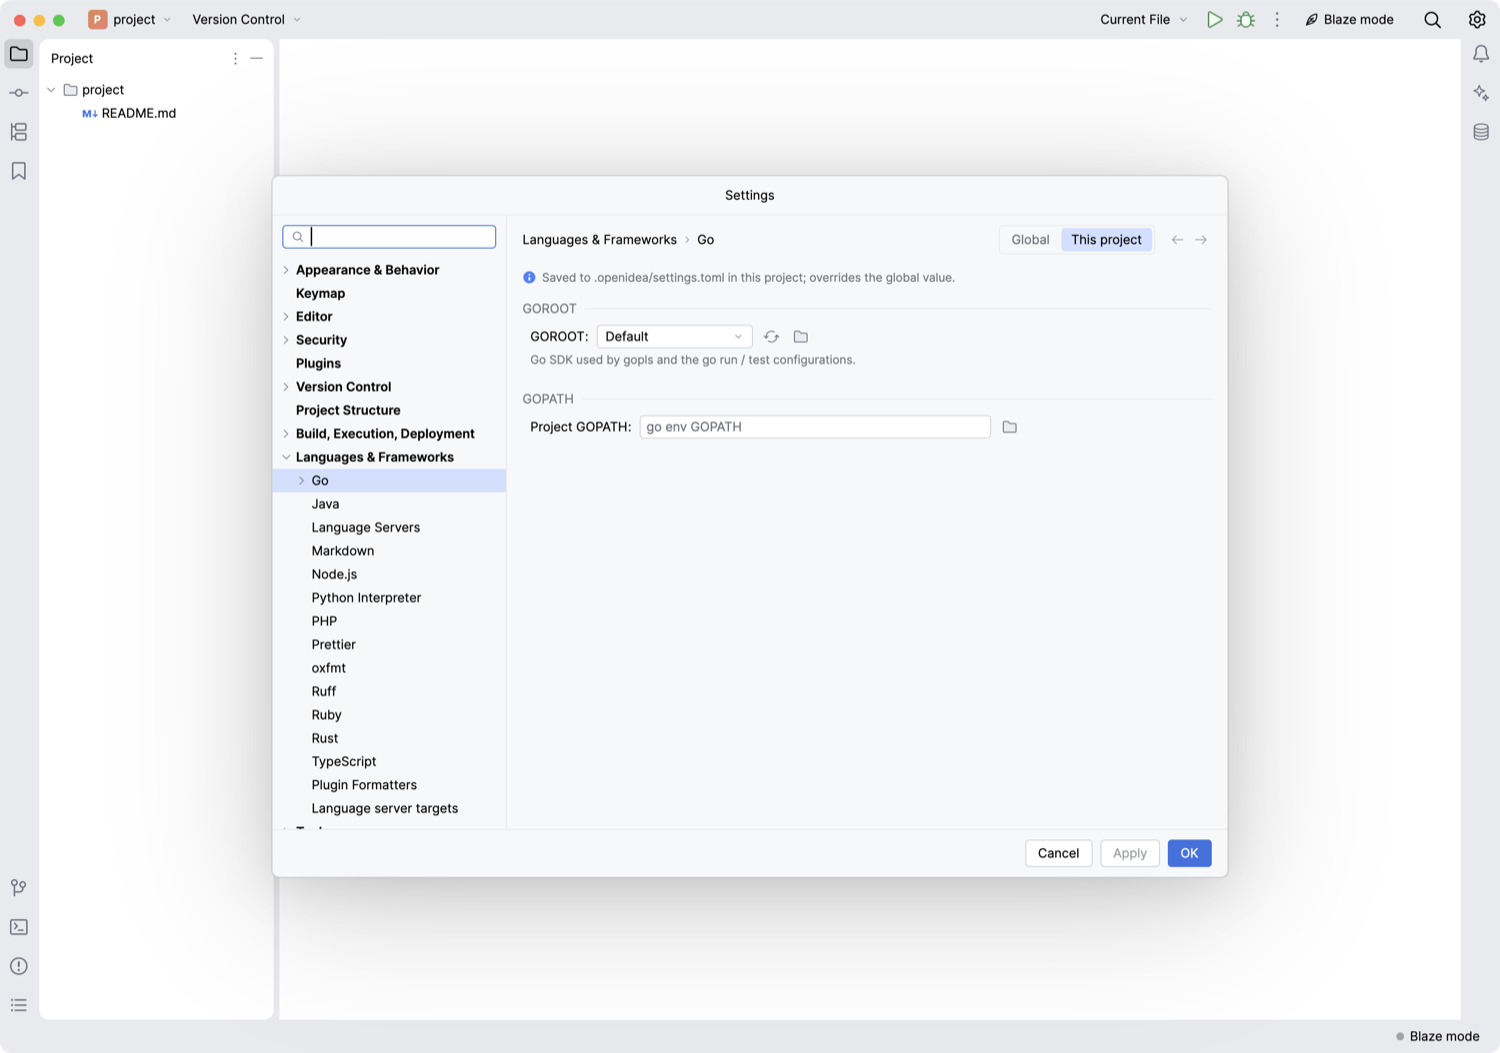 P project
Version Control
Current File
Blaze mode
Project
project
M↓ README.md
Settings
Appearance & Behavior
Keymap
Editor
Security
Plugins
Version Control
Project Structure
Build, Execution, Deployment
Languages & Frameworks
Go
Java
Language Servers
Markdown
Node.js
Python Interpreter
PHP
Prettier
oxfmt
Ruff
Ruby
Rust
TypeScript
Plugin Formatters
Language server targets
Languages & Frameworks › Go
Global
This project
Saved to .openidea/settings.toml in this project; overrides the global value.
GOROOT
GOROOT: Default
Go SDK used by gopls and the go run / test configurations.
GOPATH
Project GOPATH: go env GOPATH
Cancel
Apply
OK
Blaze mode